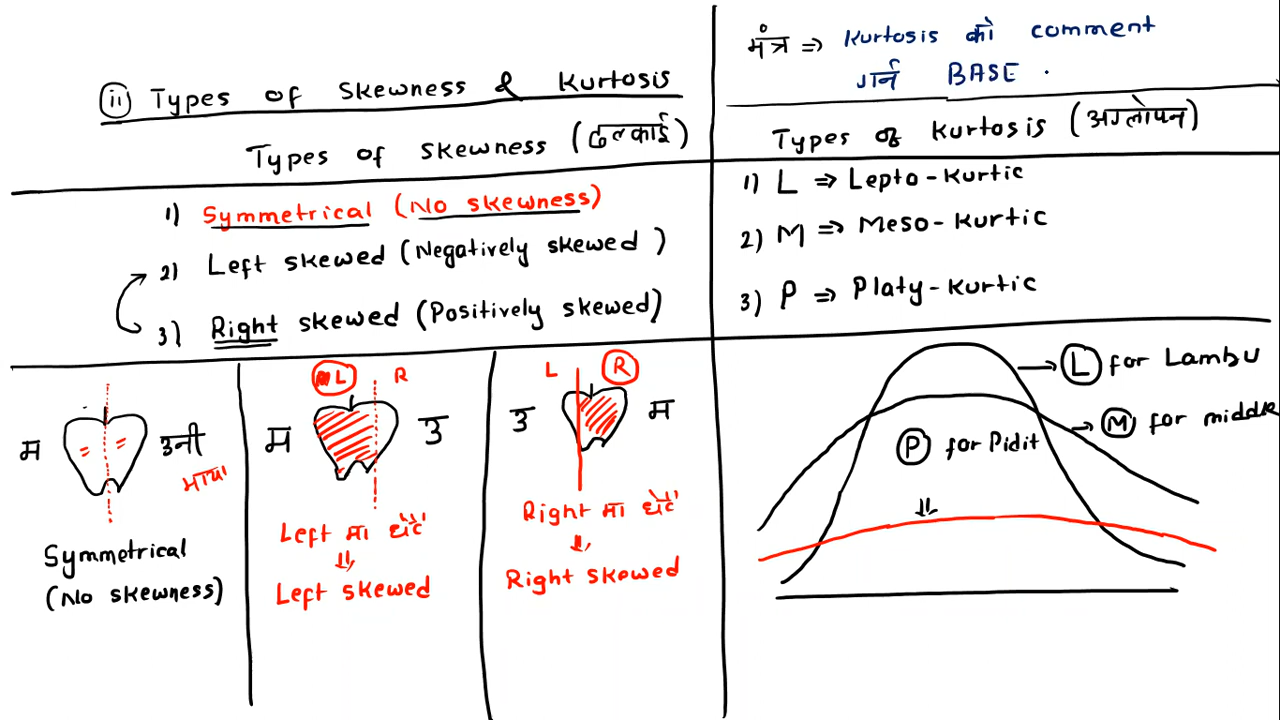 ii) Types of Skewness & Kurtosis
Types of Skewness (ढल्काई)
1) Symmetrical (No skewness)
2) Left skewed (Negatively skewed)
3) Right skewed (Positively skewed)
मंत्र ⇒ Kurtosis को comment
गर्न BASE.
Types of Kurtosis (अग्लोपन)
1) L ⇒ Lepto-Kurtic
2) M ⇒ Meso-Kurtic
3) P ⇒ Platy-Kurtic
म = = उनी
माया
Symmetrical
(No skewness)
L R
म उ
Left मा धेरै
⇓
Left skewed
L R
उ म
Right मा धेरै
⇓
Right skewed
→ L for Lambu
→ M for middle
P for Pidit
⇓